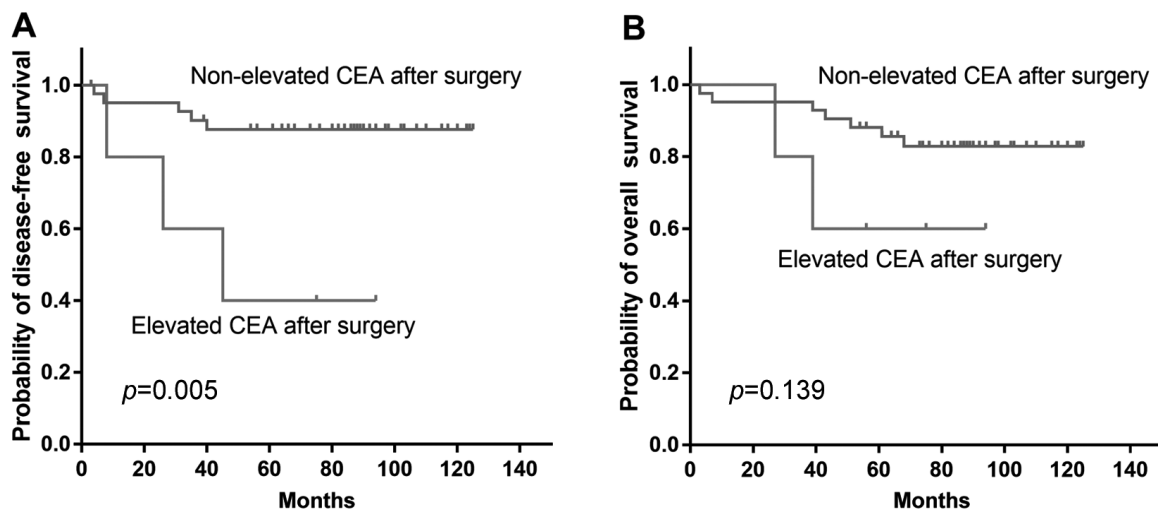 A
Probability of disease-free survival
1.0
0.8
0.6
0.4
0.2
0.0
Non-elevated CEA after surgery
Elevated CEA after surgery
p=0.005
0 20 40 60 80 100 120 140
Months
B
Probability of overall survival
1.0
0.8
0.6
0.4
0.2
0.0
Non-elevated CEA after surgery
Elevated CEA after surgery
p=0.139
0 20 40 60 80 100 120 140
Months